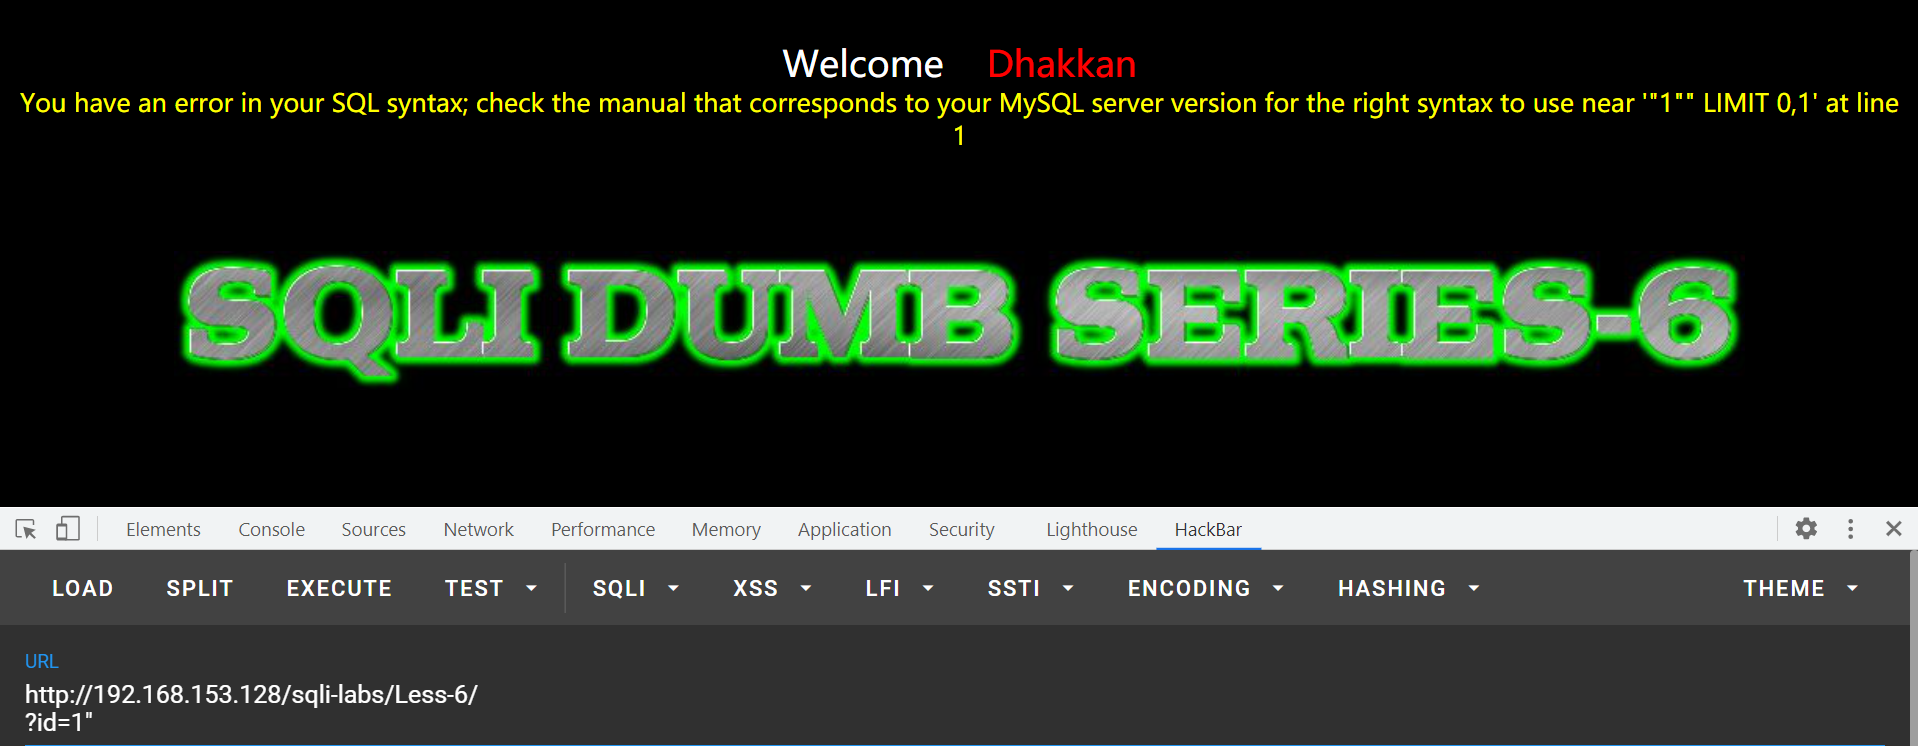 Welcome Dhakkan
You have an error in your SQL syntax; check the manual that corresponds to your MySQL server version for the right syntax to use near '"1"" LIMIT 0,1' at line
1
SQLI DUMB SERIES-6
Elements Console Sources Network Performance Memory Application Security Lighthouse HackBar
LOAD SPLIT EXECUTE TEST SQLI XSS LFI SSTI ENCODING HASHING THEME
URL
http://192.168.153.128/sqli-labs/Less-6/
?id=1"